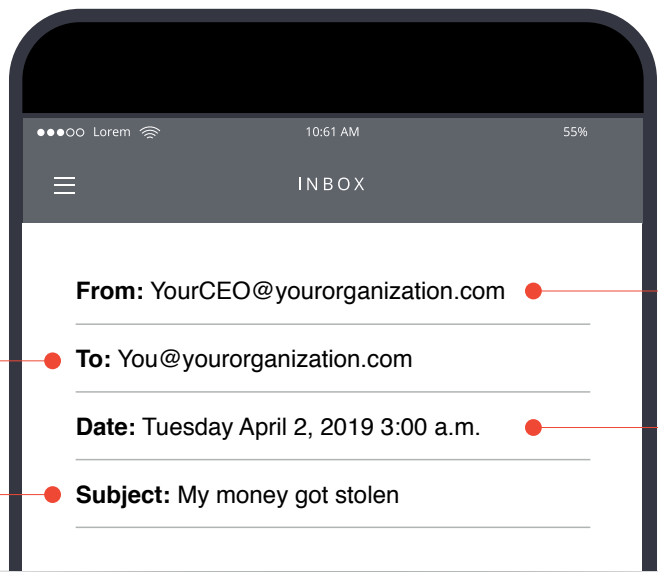 Lorem 10:61 AM 55%
INBOX
From: YourCEO@yourorganization.com
To: You@yourorganization.com
Date: Tuesday April 2, 2019 3:00 a.m.
Subject: My money got stolen